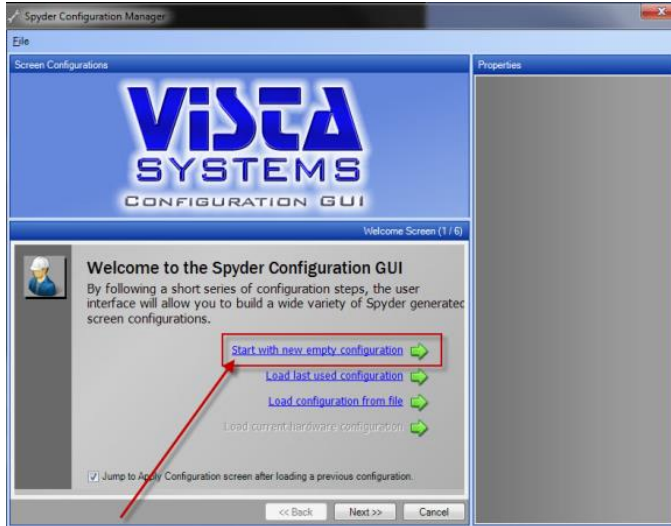 Spyder Configuration Manager
File
Screen Configurations
Properties
ViSTA
SYSTEMS
CONFIGURATION GUI
Welcome Screen (1 / 6)
Welcome to the Spyder Configuration GUI
By following a short series of configuration steps, the user
interface will allow you to build a wide variety of Spyder generated
screen configurations.
Start with new empty configuration
Load last used configuration
Load configuration from file
Load current hardware configuration
Jump to Apply Configuration screen after loading a previous configuration.
<< Back
Next >>
Cancel